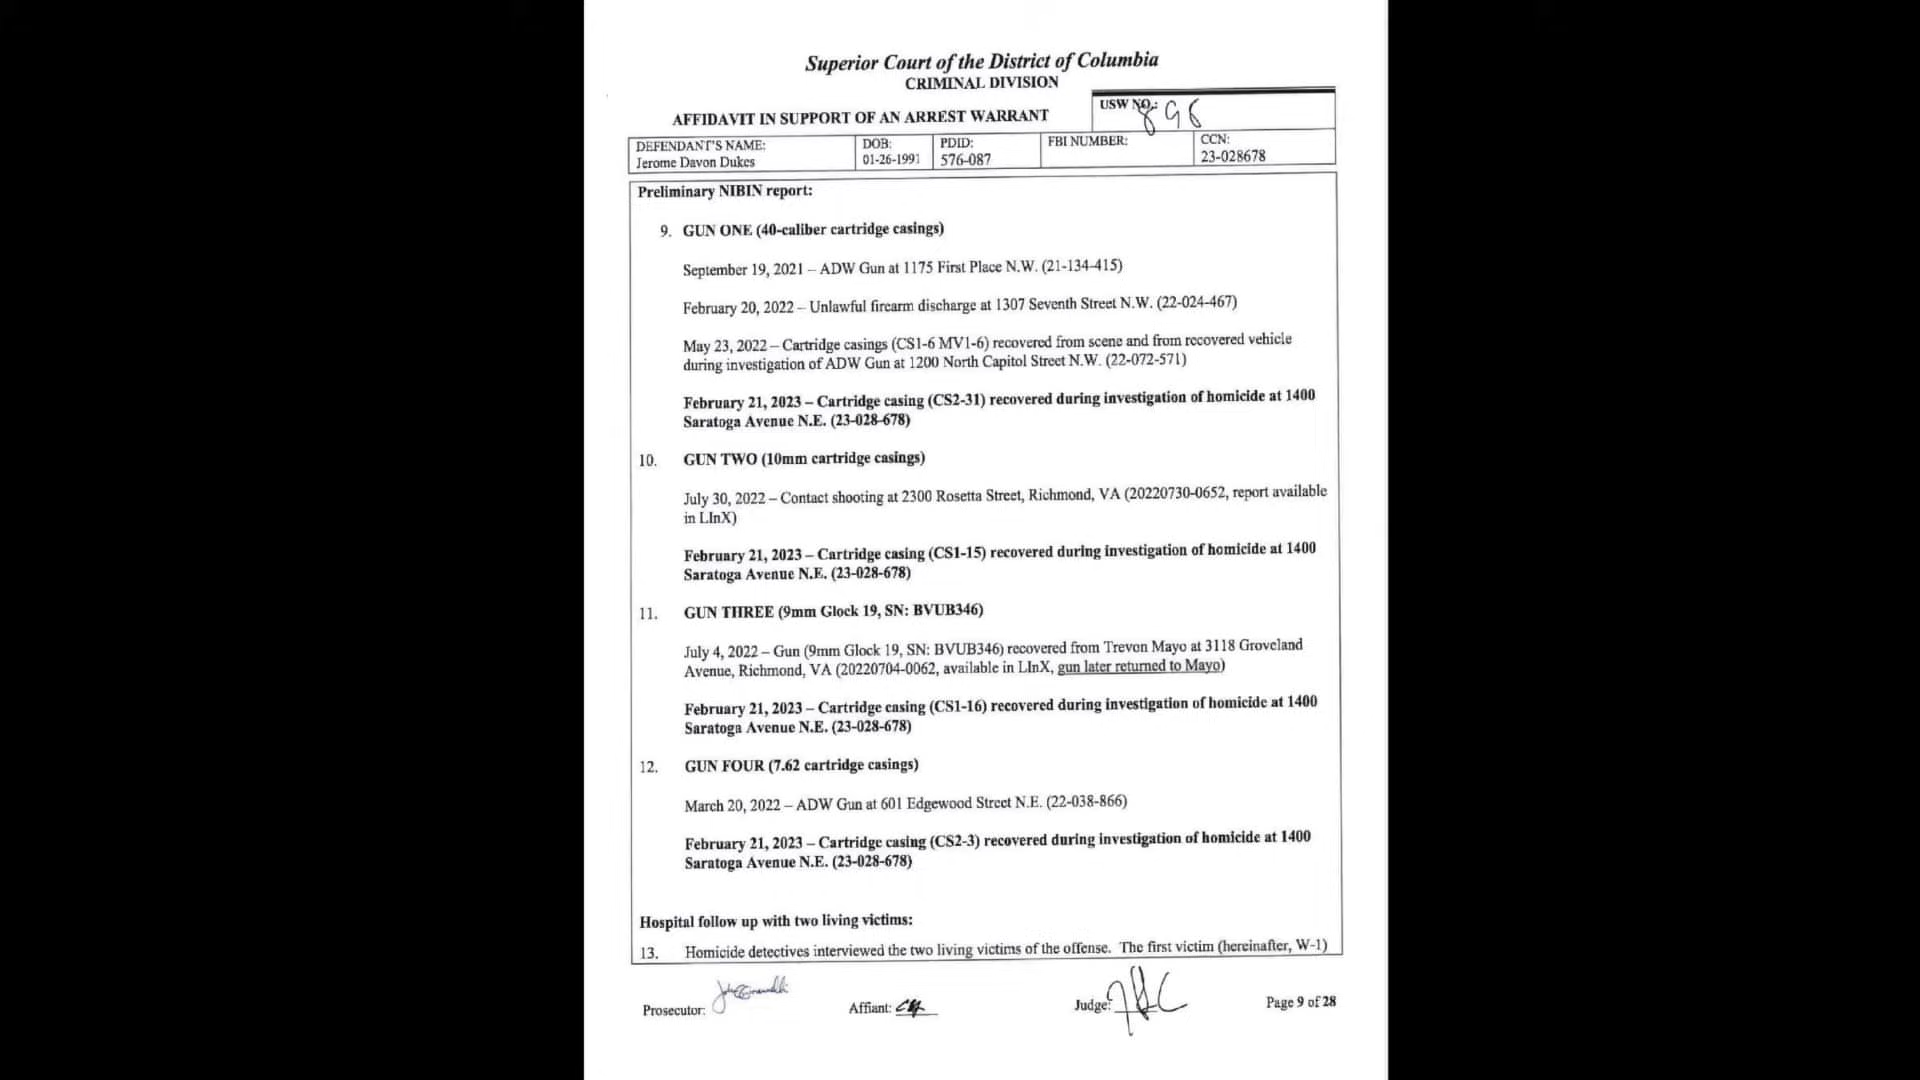 Superior Court of the District of Columbia
CRIMINAL DIVISION
AFFIDAVIT IN SUPPORT OF AN ARREST WARRANT
USW NO.: 898
DEFENDANT'S NAME:
Jerome Davon Dukes
DOB:
01-26-1991
PDID:
576-087
FBI NUMBER:
CCN:
23-028678
Preliminary NIBIN report:
9. GUN ONE (40-caliber cartridge casings)
September 19, 2021 – ADW Gun at 1175 First Place N.W. (21-134-415)
February 20, 2022 – Unlawful firearm discharge at 1307 Seventh Street N.W. (22-024-467)
May 23, 2022 – Cartridge casings (CS1-6 MV1-6) recovered from scene and from recovered vehicle
during investigation of ADW Gun at 1200 North Capitol Street N.W. (22-072-571)
February 21, 2023 – Cartridge casing (CS2-31) recovered during investigation of homicide at 1400
Saratoga Avenue N.E. (23-028-678)
10. GUN TWO (10mm cartridge casings)
July 30, 2022 – Contact shooting at 2300 Rosetta Street, Richmond, VA (20220730-0652, report available
in LInX)
February 21, 2023 – Cartridge casing (CS1-15) recovered during investigation of homicide at 1400
Saratoga Avenue N.E. (23-028-678)
11. GUN THREE (9mm Glock 19, SN: BVUB346)
July 4, 2022 – Gun (9mm Glock 19, SN: BVUB346) recovered from Trevon Mayo at 3118 Groveland
Avenue, Richmond, VA (20220704-0062, available in LInX, gun later returned to Mayo)
February 21, 2023 – Cartridge casing (CS1-16) recovered during investigation of homicide at 1400
Saratoga Avenue N.E. (23-028-678)
12. GUN FOUR (7.62 cartridge casings)
March 20, 2022 – ADW Gun at 601 Edgewood Street N.E. (22-038-866)
February 21, 2023 – Cartridge casing (CS2-3) recovered during investigation of homicide at 1400
Saratoga Avenue N.E. (23-028-678)
Hospital follow up with two living victims:
13. Homicide detectives interviewed the two living victims of the offense. The first victim (hereinafter, W-1)
Prosecutor: Affiant: Judge: Page 9 of 28